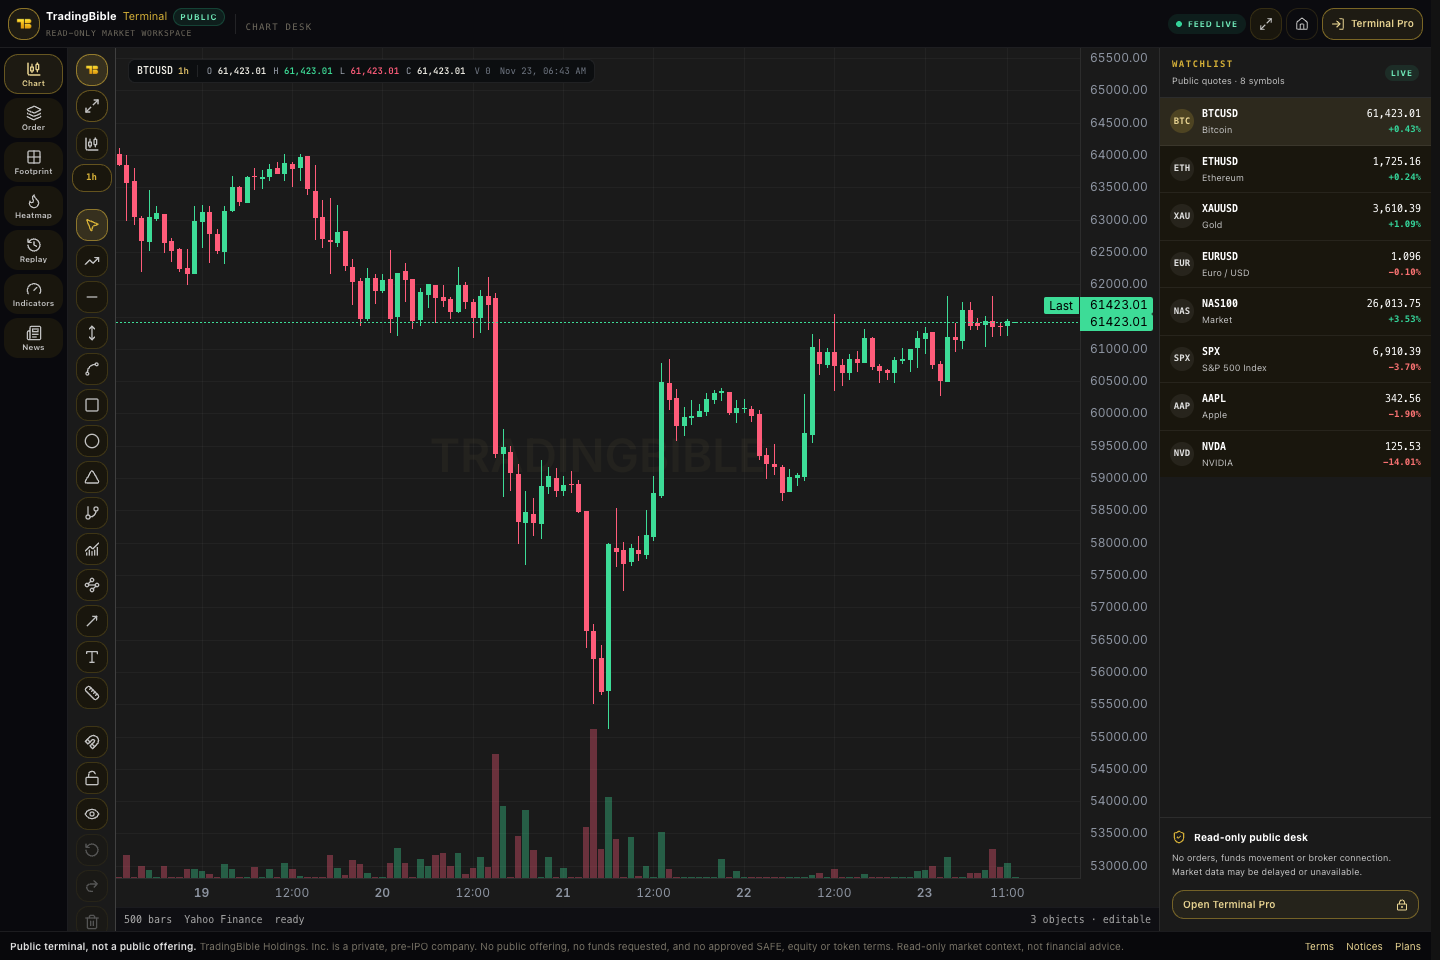 TradingBible Terminal PUBLIC
READ-ONLY MARKET WORKSPACE
CHART DESK
FEED LIVE
Terminal Pro
Chart
Order
Footprint
Heatmap
Replay
Indicators
News
1h
BTCUSD 1h O 61,423.01 H 61,423.01 L 61,423.01 C 61,423.01 V 0 Nov 23, 06:43 AM
TRADINGBIBLE
65500.00
65000.00
64500.00
64000.00
63500.00
63000.00
62500.00
62000.00
Last 61423.01
61423.01
61000.00
60500.00
60000.00
59500.00
59000.00
58500.00
58000.00
57500.00
57000.00
56500.00
56000.00
55500.00
55000.00
54500.00
54000.00
53500.00
53000.00
19 12:00 20 12:00 21 12:00 22 12:00 23 11:00
500 bars Yahoo Finance ready
3 objects · editable
WATCHLIST
Public quotes · 8 symbols
LIVE
BTC BTCUSD 61,423.01
Bitcoin +0.43%
ETH ETHUSD 1,725.16
Ethereum +0.24%
XAU XAUUSD 3,610.39
Gold +1.09%
EUR EURUSD 1.096
Euro / USD −0.10%
NAS NAS100 26,013.75
Market +3.53%
SPX SPX 6,910.39
S&P 500 Index −3.70%
AAP AAPL 342.56
Apple −1.90%
NVD NVDA 125.53
NVIDIA −14.01%
Read-only public desk
No orders, funds movement or broker connection.
Market data may be delayed or unavailable.
Open Terminal Pro
Public terminal, not a public offering. TradingBible Holdings. Inc. is a private, pre-IPO company. No public offering, no funds requested, and no approved SAFE, equity or token terms. Read-only market context, not financial advice.
Terms Notices Plans